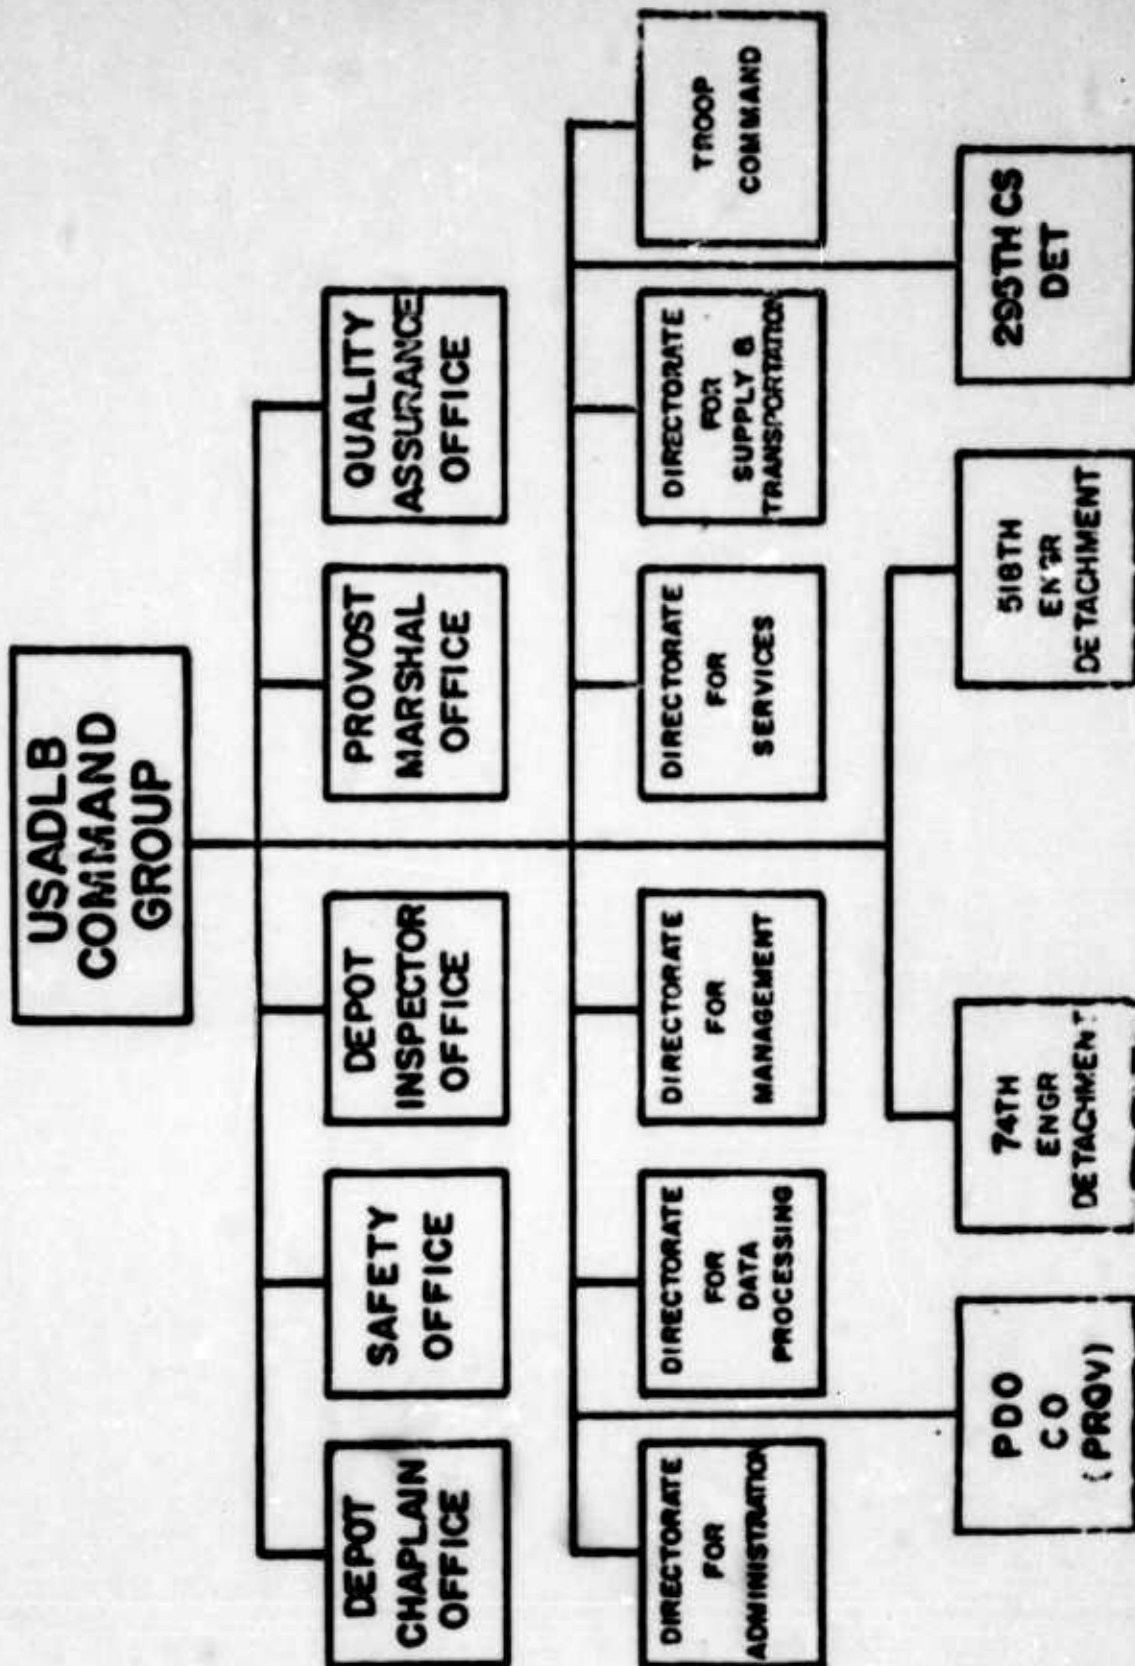 USADLB
COMMAND
GROUP
DEPOT
CHAPLAIN
OFFICE
SAFETY
OFFICE
DEPOT
INSPECTOR
OFFICE
PROVOST
MARSHAL
OFFICE
QUALITY
ASSURANCE
OFFICE
DIRECTORATE
FOR
ADMINISTRATION
DIRECTORATE
FOR
DATA
PROCESSING
DIRECTORATE
FOR
MANAGEMENT
DIRECTORATE
FOR
SERVICES
DIRECTORATE
FOR
SUPPLY &
TRANSPORTATION
TROOP
COMMAND
PDO
CO
(PROV)
74TH
ENGR
DETACHMENT
518TH
ENGR
DETACHMENT
295TH CS
DET